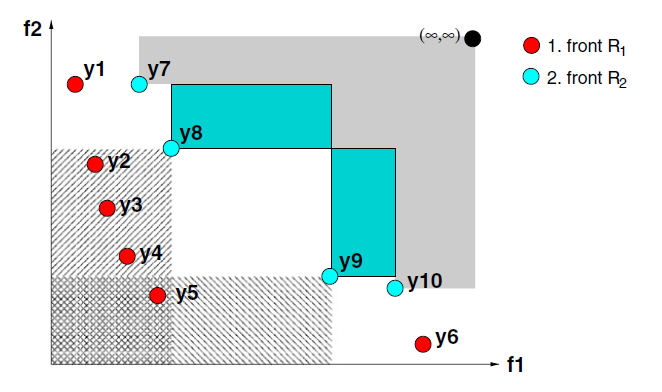 f2
(∞,∞)
1. front R1
2. front R2
y1
y7
y8
y2
y3
y4
y9
y5
y10
y6
f1